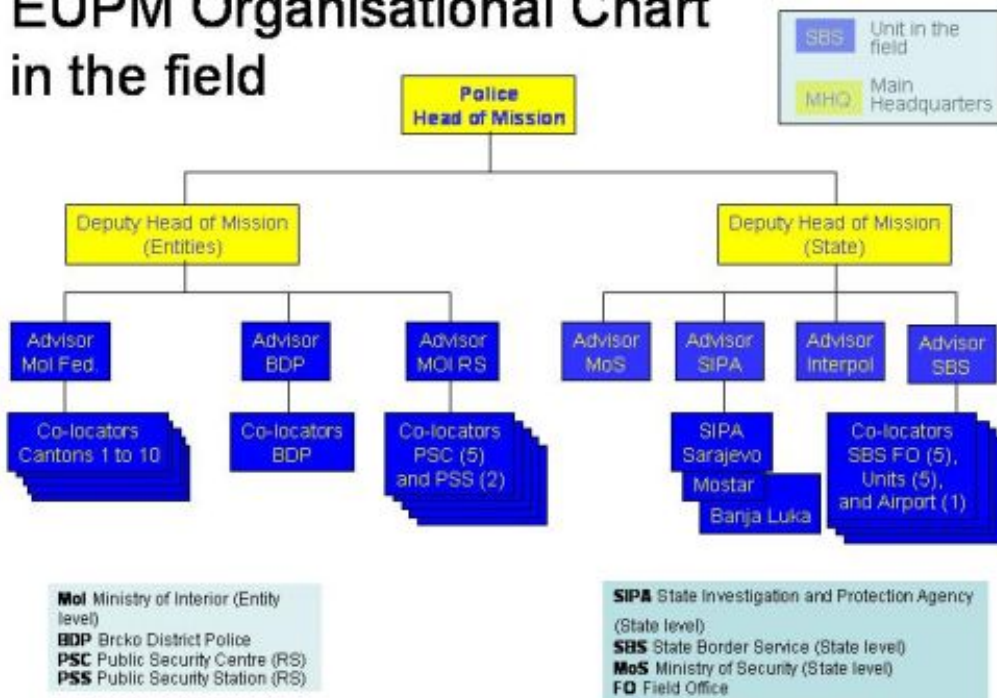 EUPM Organisational Chart
in the field
SBS
Unit in the
field
MHQ
Main
Headquarters
Police
Head of Mission
Deputy Head of Mission
(Entities)
Deputy Head of Mission
(State)
Advisor
MoI Fed.
Advisor
BDP
Advisor
MOI RS
Advisor
MoS
Advisor
SIPA
Advisor
Interpol
Advisor
SBS
Co-locators
Cantons 1 to 10
Co-locators
BDP
Co-locators
PSC (5)
and PSS (2)
SIPA
Sarajevo
Mostar
Banja Luka
Co-locators
SBS FO (5),
Units (5),
and Airport (1)
MoI Ministry of Interior (Entity
level)
BDP Brcko District Police
PSC Public Security Centre (RS)
PSS Public Security Station (RS)
SIPA State Investigation and Protection Agency
(State level)
SBS State Border Service (State level)
MoS Ministry of Security (State level)
FO Field Office